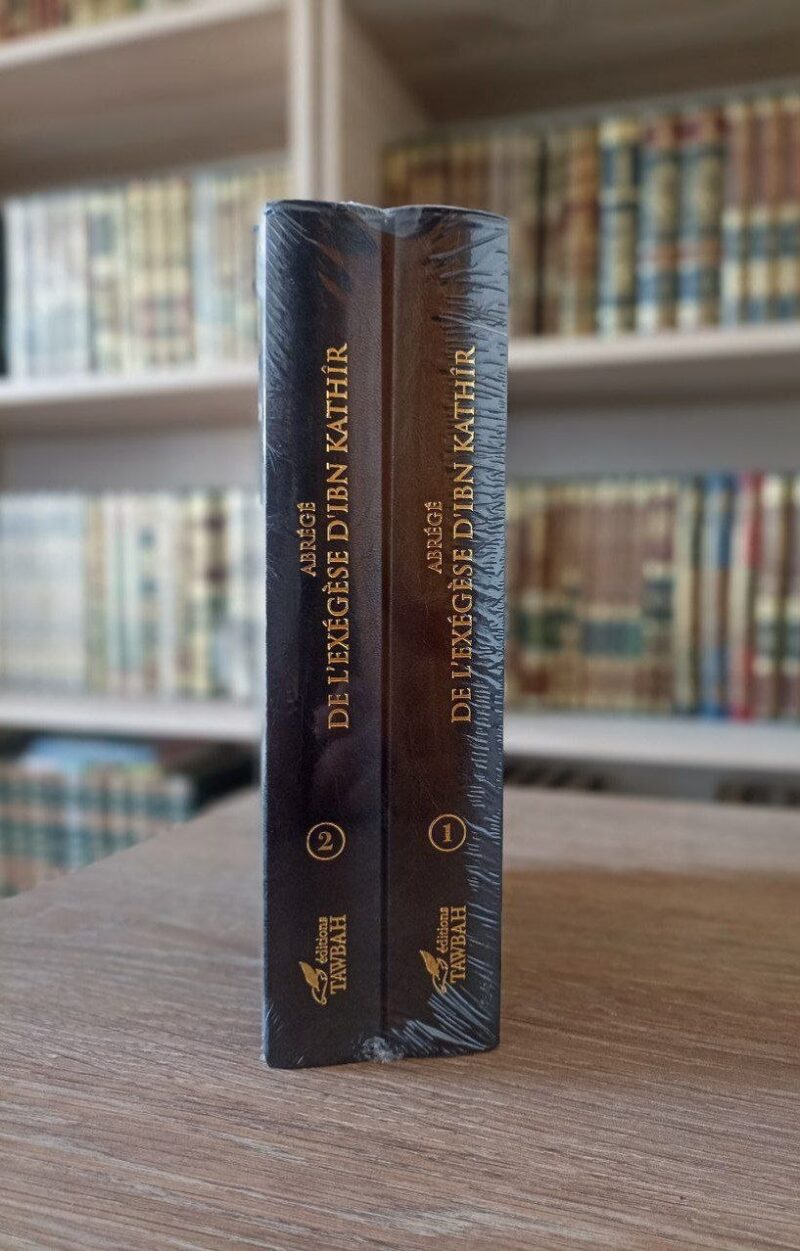 ABRÉGÉ
DE L'EXÉGÈSE D'IBN KATHÎR
2
éditions
TAWBAH
ABRÉGÉ
DE L'EXÉGÈSE D'IBN KATHÎR
1
éditions
TAWBAH